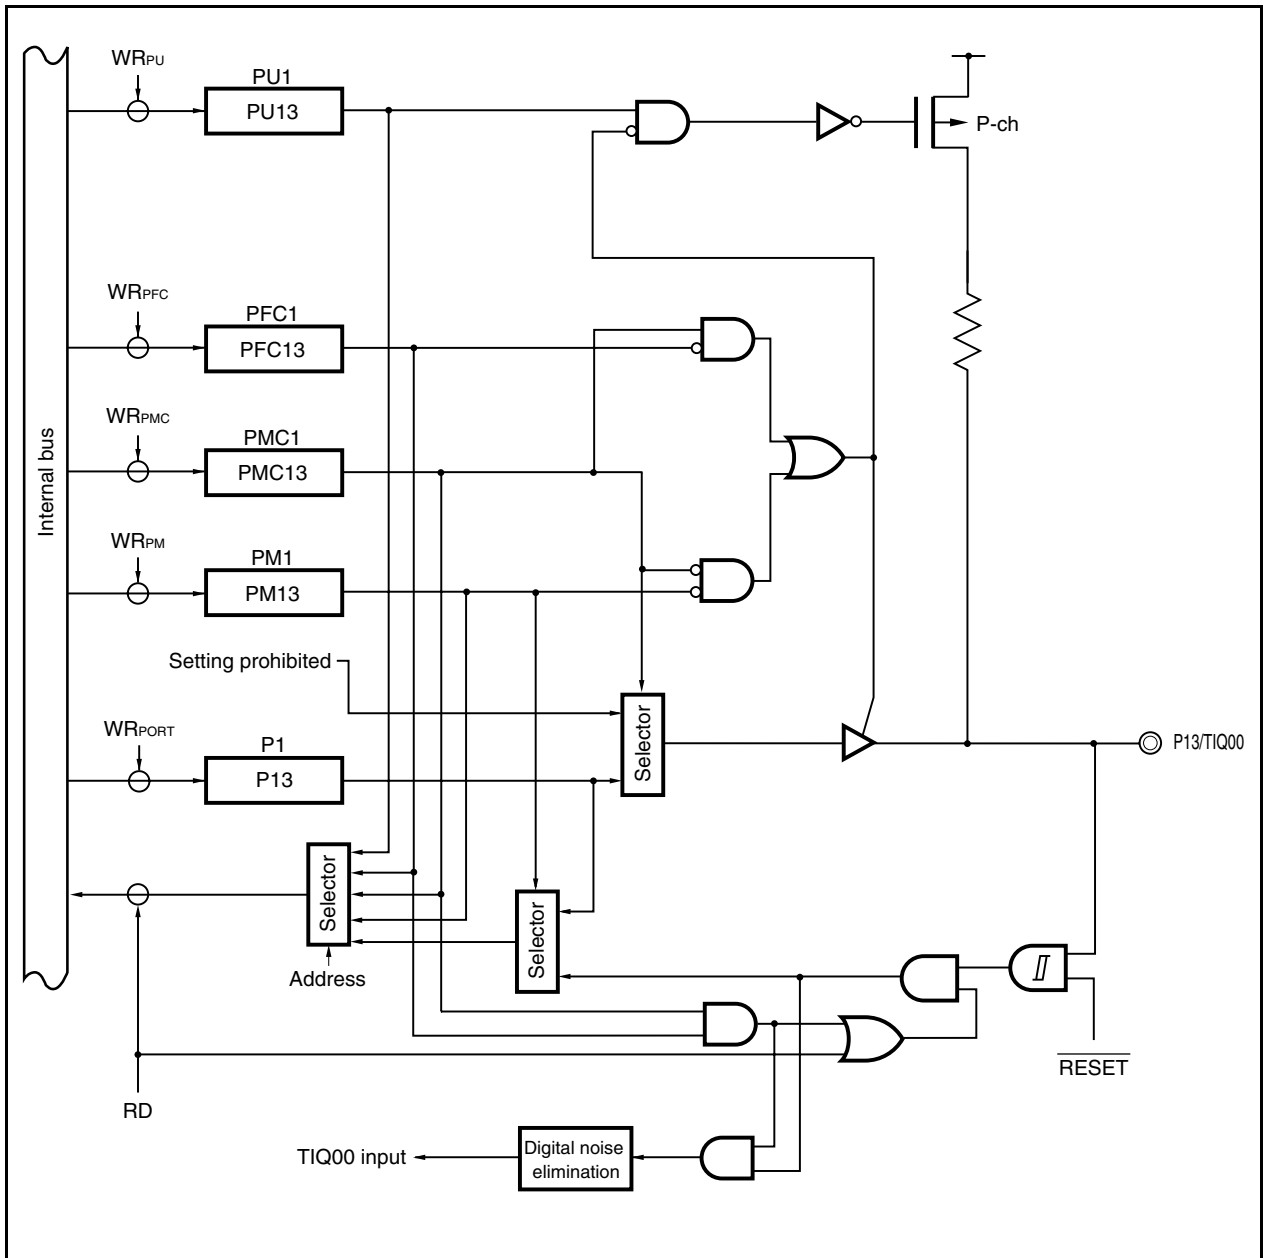 WRPU
PU1
PU13
P-ch
WRPFC
PFC1
PFC13
WRPMC
PMC1
PMC13
Internal bus
WRPM
PM1
PM13
Setting prohibited
Selector
WRPORT
P1
P13
P13/TIQ00
Selector
Selector
Address
RESET
RD
TIQ00 input
Digital noise
elimination